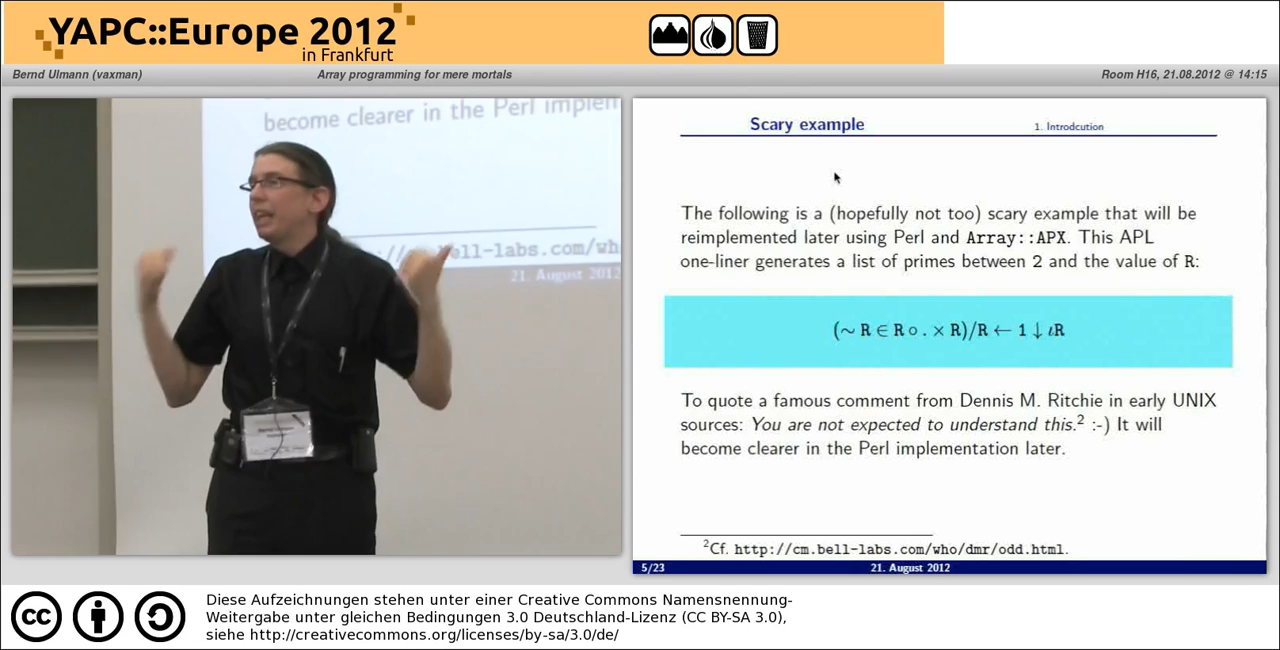 YAPC::Europe 2012
in Frankfurt
Bernd Ulmann (vaxman)
Array programming for mere mortals
Room H16, 21.08.2012 @ 14:15
become clearer in the Perl implem
://cm.bell-labs.com/wh
21. August 2012
Scary example
1. Introdcution
The following is a (hopefully not too) scary example that will be
reimplemented later using Perl and Array::APX. This APL
one-liner generates a list of primes between 2 and the value of R:
(∼ R ∈ R ∘ . × R)/R ← 1 ↓ ιR
To quote a famous comment from Dennis M. Ritchie in early UNIX
sources: You are not expected to understand this.² :-) It will
become clearer in the Perl implementation later.
²Cf. http://cm.bell-labs.com/who/dmr/odd.html.
5/23
21. August 2012
cc
Diese Aufzeichnungen stehen unter einer Creative Commons Namensnennung-
Weitergabe unter gleichen Bedingungen 3.0 Deutschland-Lizenz (CC BY-SA 3.0),
siehe http://creativecommons.org/licenses/by-sa/3.0/de/